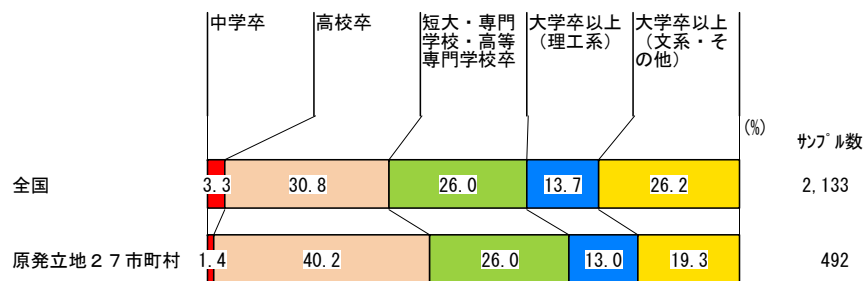 中学卒
高校卒
短大・専門
学校・高等
専門学校卒
大学卒以上
（理工系）
大学卒以上
（文系・そ
の他）
(%)
ｻﾝﾌﾟﾙ数
全国
3.3
30.8
26.0
13.7
26.2
2,133
原発立地２７市町村
1.4
40.2
26.0
13.0
19.3
492